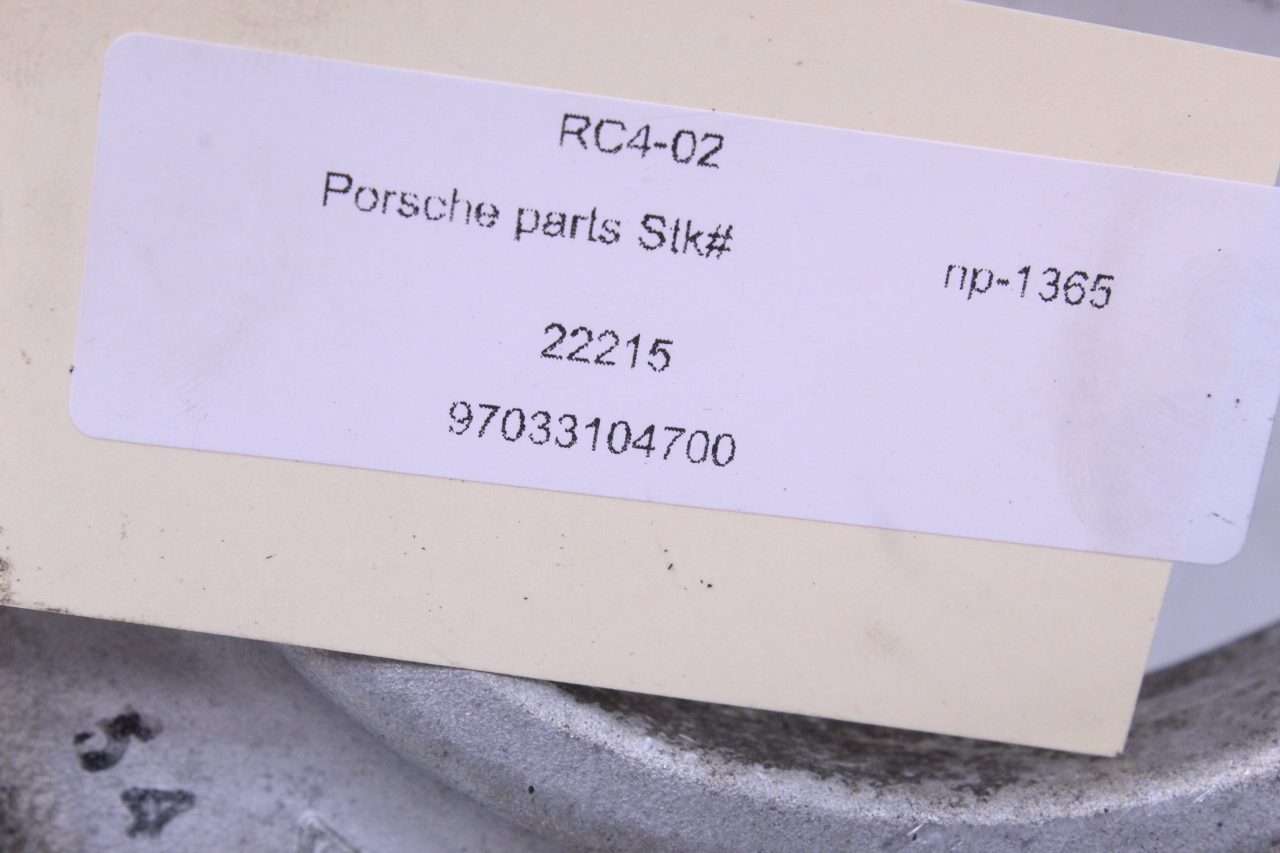 RC4-02
Porsche parts Stk#
np-1365
22215
97033104700